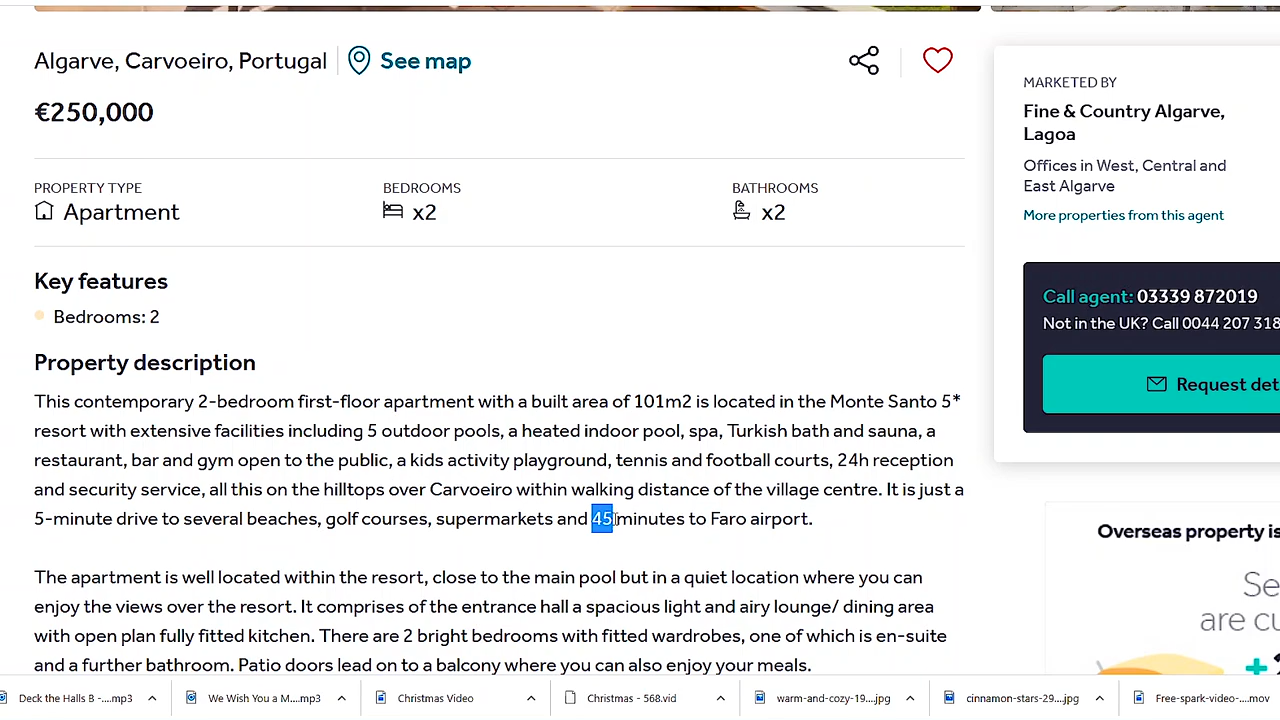 Algarve, Carvoeiro, Portugal See map
€250,000
PROPERTY TYPE BEDROOMS BATHROOMS
Apartment x2 x2
Key features
Bedrooms: 2
Property description
This contemporary 2-bedroom first-floor apartment with a built area of 101m2 is located in the Monte Santo 5*
resort with extensive facilities including 5 outdoor pools, a heated indoor pool, spa, Turkish bath and sauna, a
restaurant, bar and gym open to the public, a kids activity playground, tennis and football courts, 24h reception
and security service, all this on the hilltops over Carvoeiro within walking distance of the village centre. It is just a
5-minute drive to several beaches, golf courses, supermarkets and 45 minutes to Faro airport.
The apartment is well located within the resort, close to the main pool but in a quiet location where you can
enjoy the views over the resort. It comprises of the entrance hall a spacious light and airy lounge/ dining area
with open plan fully fitted kitchen. There are 2 bright bedrooms with fitted wardrobes, one of which is en-suite
and a further bathroom. Patio doors lead on to a balcony where you can also enjoy your meals.
MARKETED BY
Fine & Country Algarve,
Lagoa
Offices in West, Central and
East Algarve
More properties from this agent
Call agent: 03339 872019
Not in the UK? Call 0044 207 318
Request det
Overseas property is
Se
are cu
Deck the Halls B -....mp3 We Wish You a M....mp3 Christmas Video Christmas - 568.vid warm-and-cozy-19....jpg cinnamon-stars-29....jpg Free-spark-video-....mov